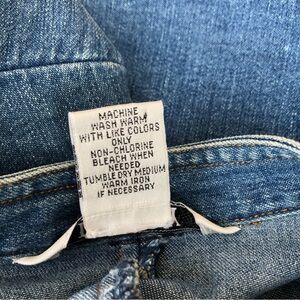 MACHINE
WASH WARM
WITH LIKE COLORS
ONLY
NON-CHLORINE
BLEACH WHEN
NEEDED
TUMBLE DRY MEDIUM
WARM IRON
IF NECESSARY